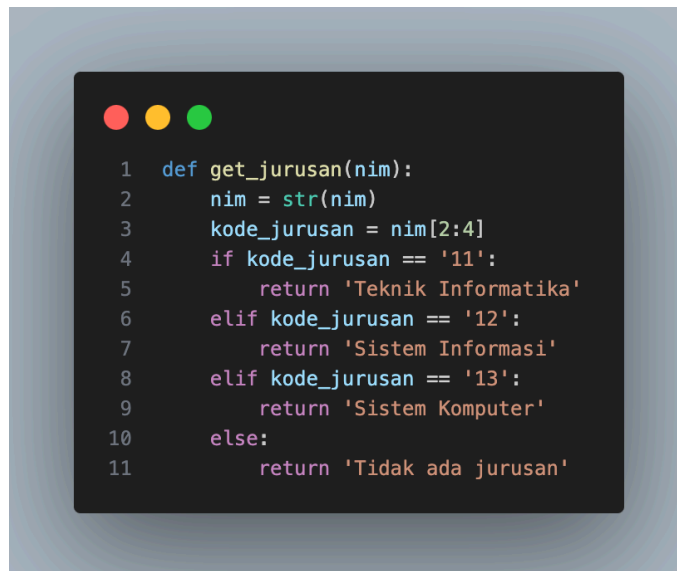 1 def get_jurusan(nim):
2     nim = str(nim)
3     kode_jurusan = nim[2:4]
4     if kode_jurusan == '11':
5         return 'Teknik Informatika'
6     elif kode_jurusan == '12':
7         return 'Sistem Informasi'
8     elif kode_jurusan == '13':
9         return 'Sistem Komputer'
10     else:
11         return 'Tidak ada jurusan'